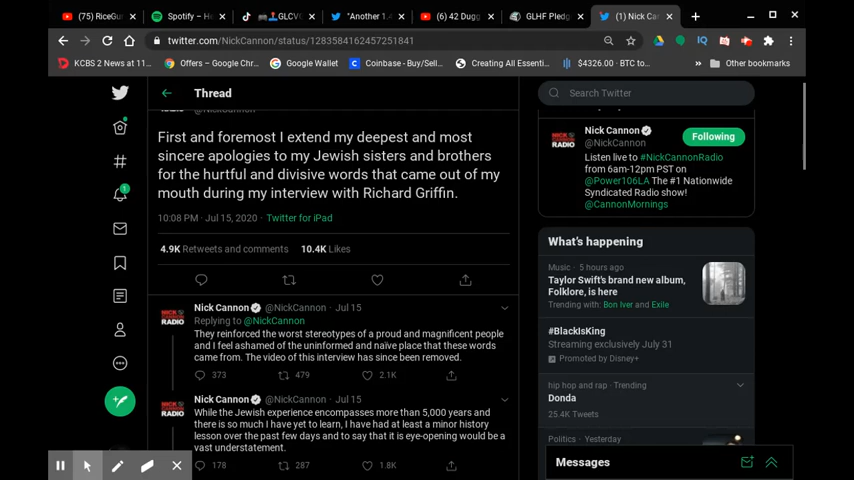 (75) RiceGu
Spotify – He
GLCV
"Another 1.
(6) 42 Dugg
GLHF Pledg
(1) Nick Ca
twitter.com/NickCannon/status/1283584162457251841
KCBS 2 News at 11...
Offers – Google Chr...
Google Wallet
Coinbase - Buy/Sell...
Creating All Essenti...
$4326.00 · BTC to...
Other bookmarks
Thread
Search Twitter
@NickCannon
First and foremost I extend my deepest and most
sincere apologies to my Jewish sisters and brothers
for the hurtful and divisive words that came out of my
mouth during my interview with Richard Griffin.
10:08 PM · Jul 15, 2020 · Twitter for iPad
4.9K Retweets and comments 10.4K Likes
Nick Cannon @NickCannon · Jul 15
Replying to @NickCannon
They reinforced the worst stereotypes of a proud and magnificent people
and I feel ashamed of the uninformed and naïve place that these words
came from. The video of this interview has since been removed.
373 479 2.1K
Nick Cannon @NickCannon · Jul 15
While the Jewish experience encompasses more than 5,000 years and
there is so much I have yet to learn, I have had at least a minor history
lesson over the past few days and to say that it is eye-opening would be a
vast understatement.
178 287 1.8K
NICK CANNON RADIO
Nick Cannon
@NickCannon
Following
Listen live to #NickCannonRadio
from 6am-12pm PST on
@Power106LA The #1 Nationwide
Syndicated Radio show!
@CannonMornings
What's happening
Music · 5 hours ago
Taylor Swift's brand new album,
Folklore, is here
Trending with: Bon Iver and Exile
#BlackIsKing
Streaming exclusively July 31
Promoted by Disney+
hip hop and rap · Trending
Donda
25.4K Tweets
Politics · Yesterday
Messages